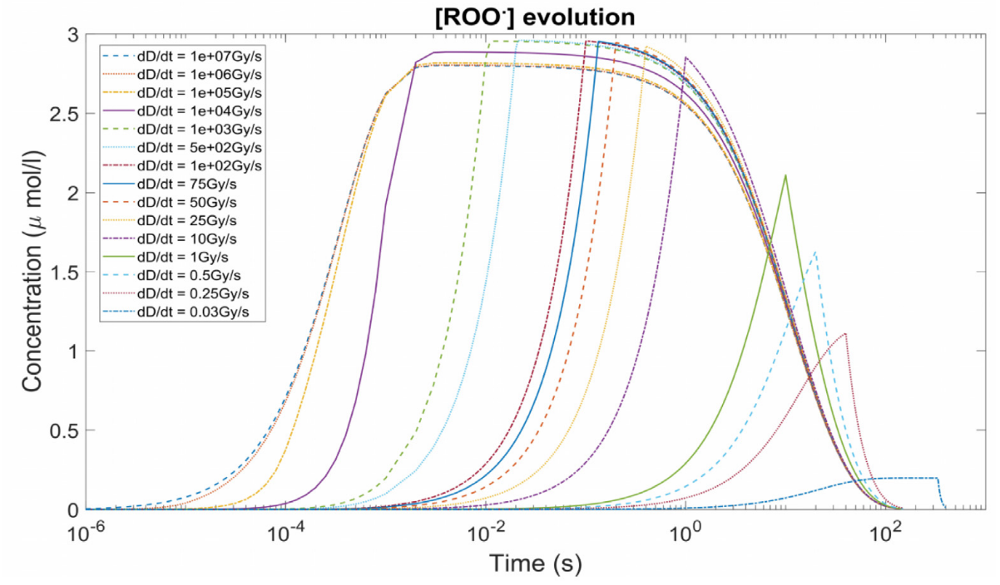 [ROO˙] evolution
Concentration (μ mol/l)
3
2.5
2
1.5
1
0.5
0
dD/dt = 1e+07Gy/s
dD/dt = 1e+06Gy/s
dD/dt = 1e+05Gy/s
dD/dt = 1e+04Gy/s
dD/dt = 1e+03Gy/s
dD/dt = 5e+02Gy/s
dD/dt = 1e+02Gy/s
dD/dt = 75Gy/s
dD/dt = 50Gy/s
dD/dt = 25Gy/s
dD/dt = 10Gy/s
dD/dt = 1Gy/s
dD/dt = 0.5Gy/s
dD/dt = 0.25Gy/s
dD/dt = 0.03Gy/s
10⁻⁶ 10⁻⁴ 10⁻² 10⁰ 10²
Time (s)